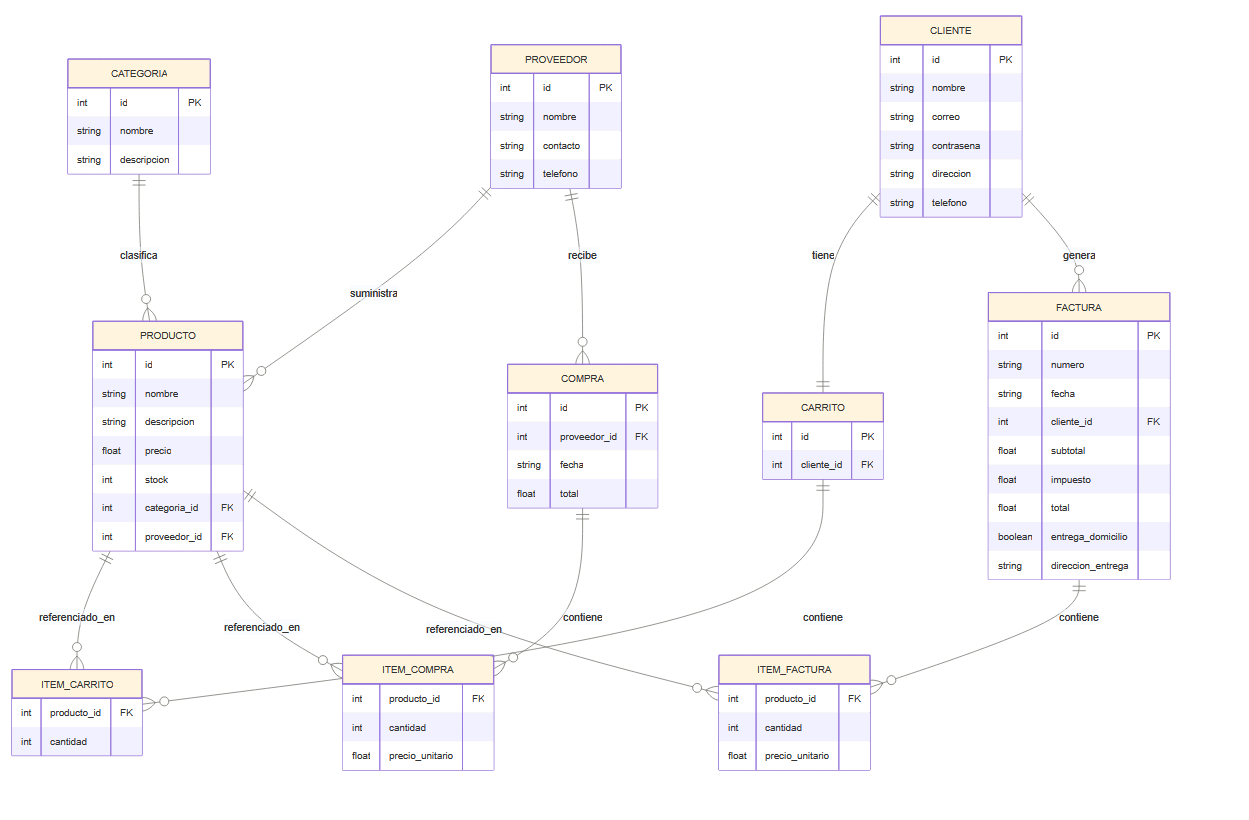 CATEGORIA
int id PK
string nombre
string descripcion
PROVEEDOR
int id PK
string nombre
string contacto
string telefono
CLIENTE
int id PK
string nombre
string correo
string contrasena
string direccion
string telefono
clasifica
suministra
recibe
tiene
genera
PRODUCTO
int id PK
string nombre
string descripcion
float precio
int stock
int categoria_id FK
int proveedor_id FK
COMPRA
int id PK
int proveedor_id FK
string fecha
float total
CARRITO
int id PK
int cliente_id FK
FACTURA
int id PK
string numero
string fecha
int cliente_id FK
float subtotal
float impuesto
float total
boolean entrega_domicilio
string direccion_entrega
referenciado_en
referenciado_en
referenciado_en
contiene
contiene
contiene
ITEM_CARRITO
int producto_id FK
int cantidad
ITEM_COMPRA
int producto_id FK
int cantidad
float precio_unitario
ITEM_FACTURA
int producto_id FK
int cantidad
float precio_unitario